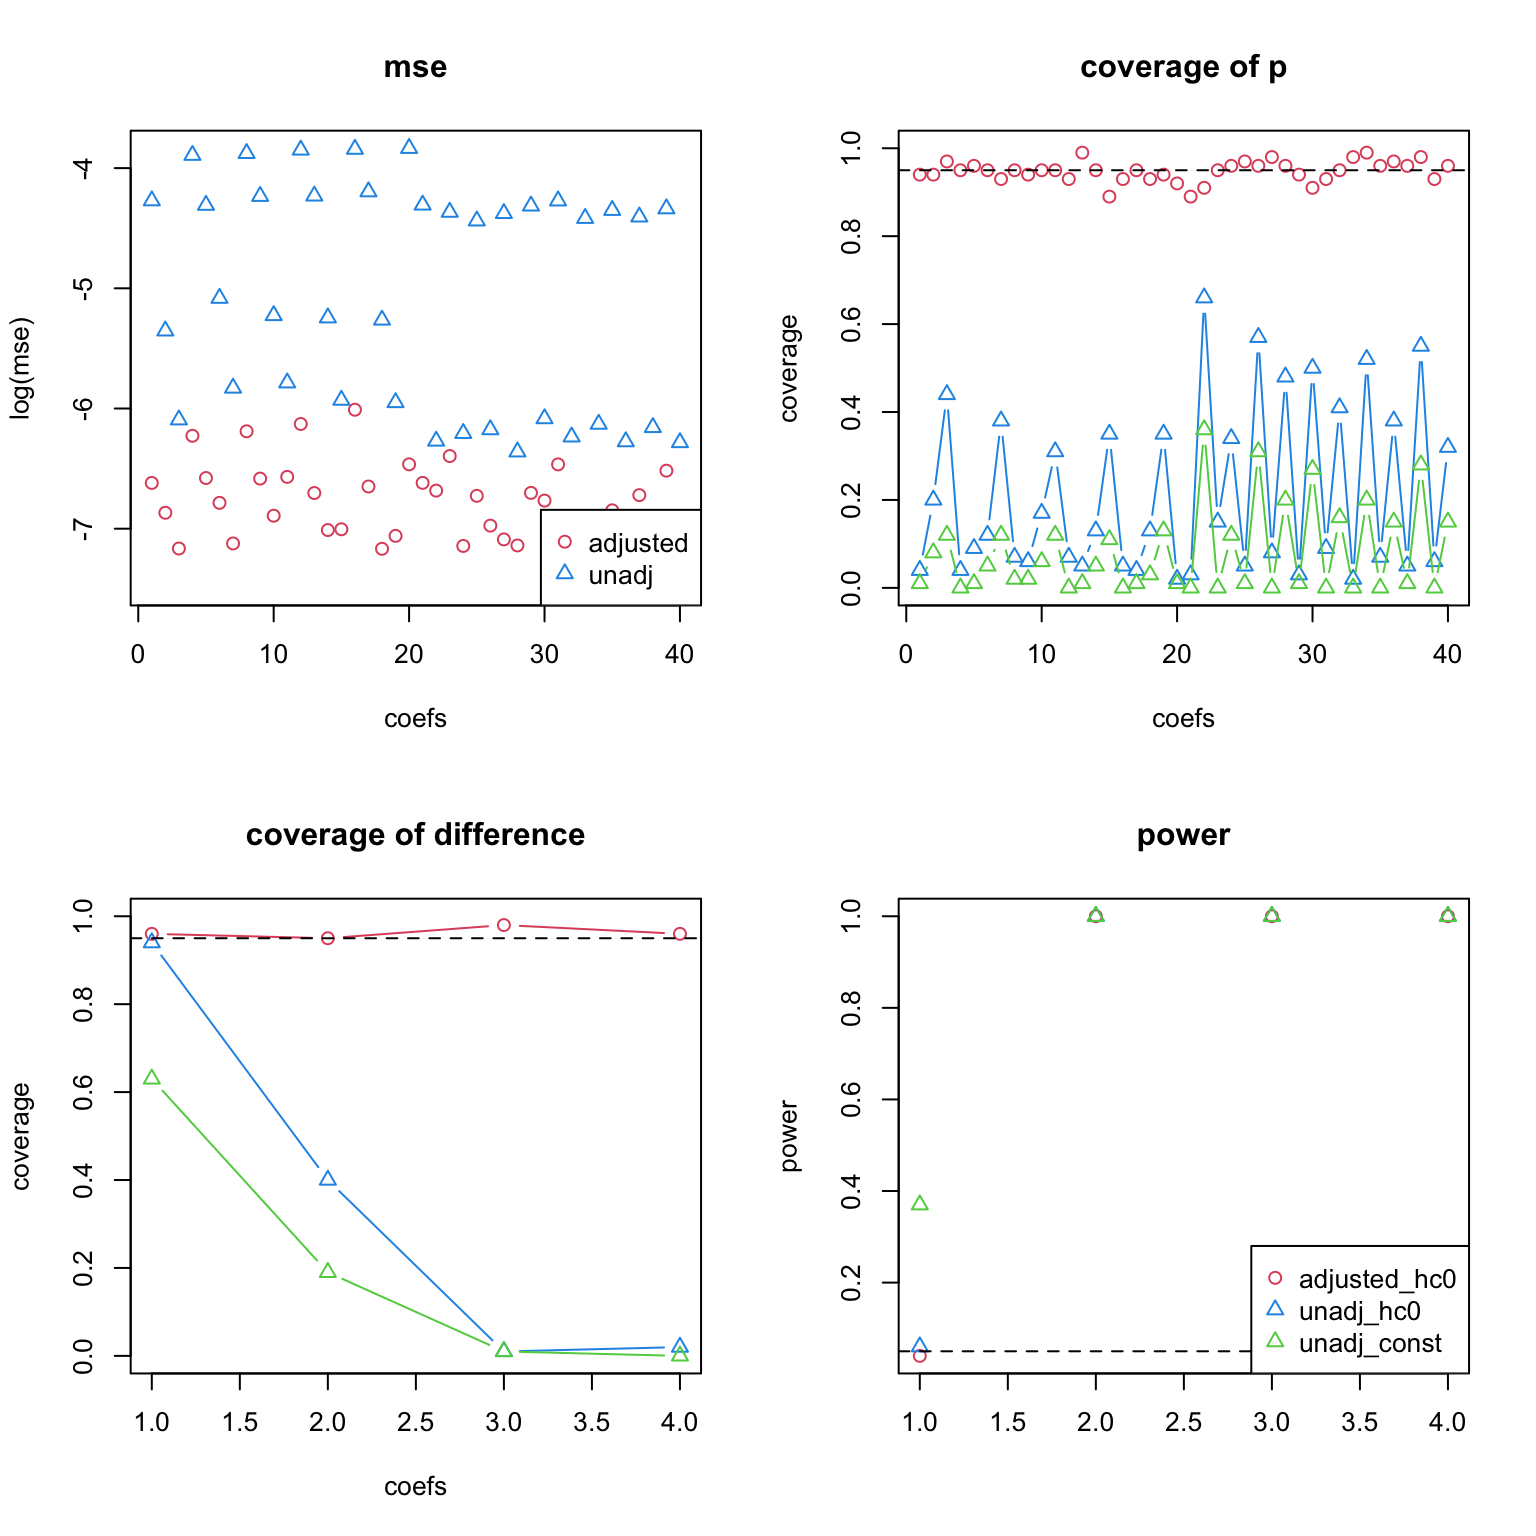 mse
log(mse)
-4
-5
-6
-7
0 10 20 30 40
coefs
adjusted
unadj
coverage of p
coverage
1.0
0.8
0.6
0.4
0.2
0.0
0 10 20 30 40
coefs
coverage of difference
coverage
1.0
0.8
0.6
0.4
0.2
0.0
1.0 1.5 2.0 2.5 3.0 3.5 4.0
coefs
power
power
1.0
0.8
0.6
0.4
0.2
1.0 1.5 2.0 2.5 3.0 3.5 4.0
adjusted_hc0
unadj_hc0
unadj_const